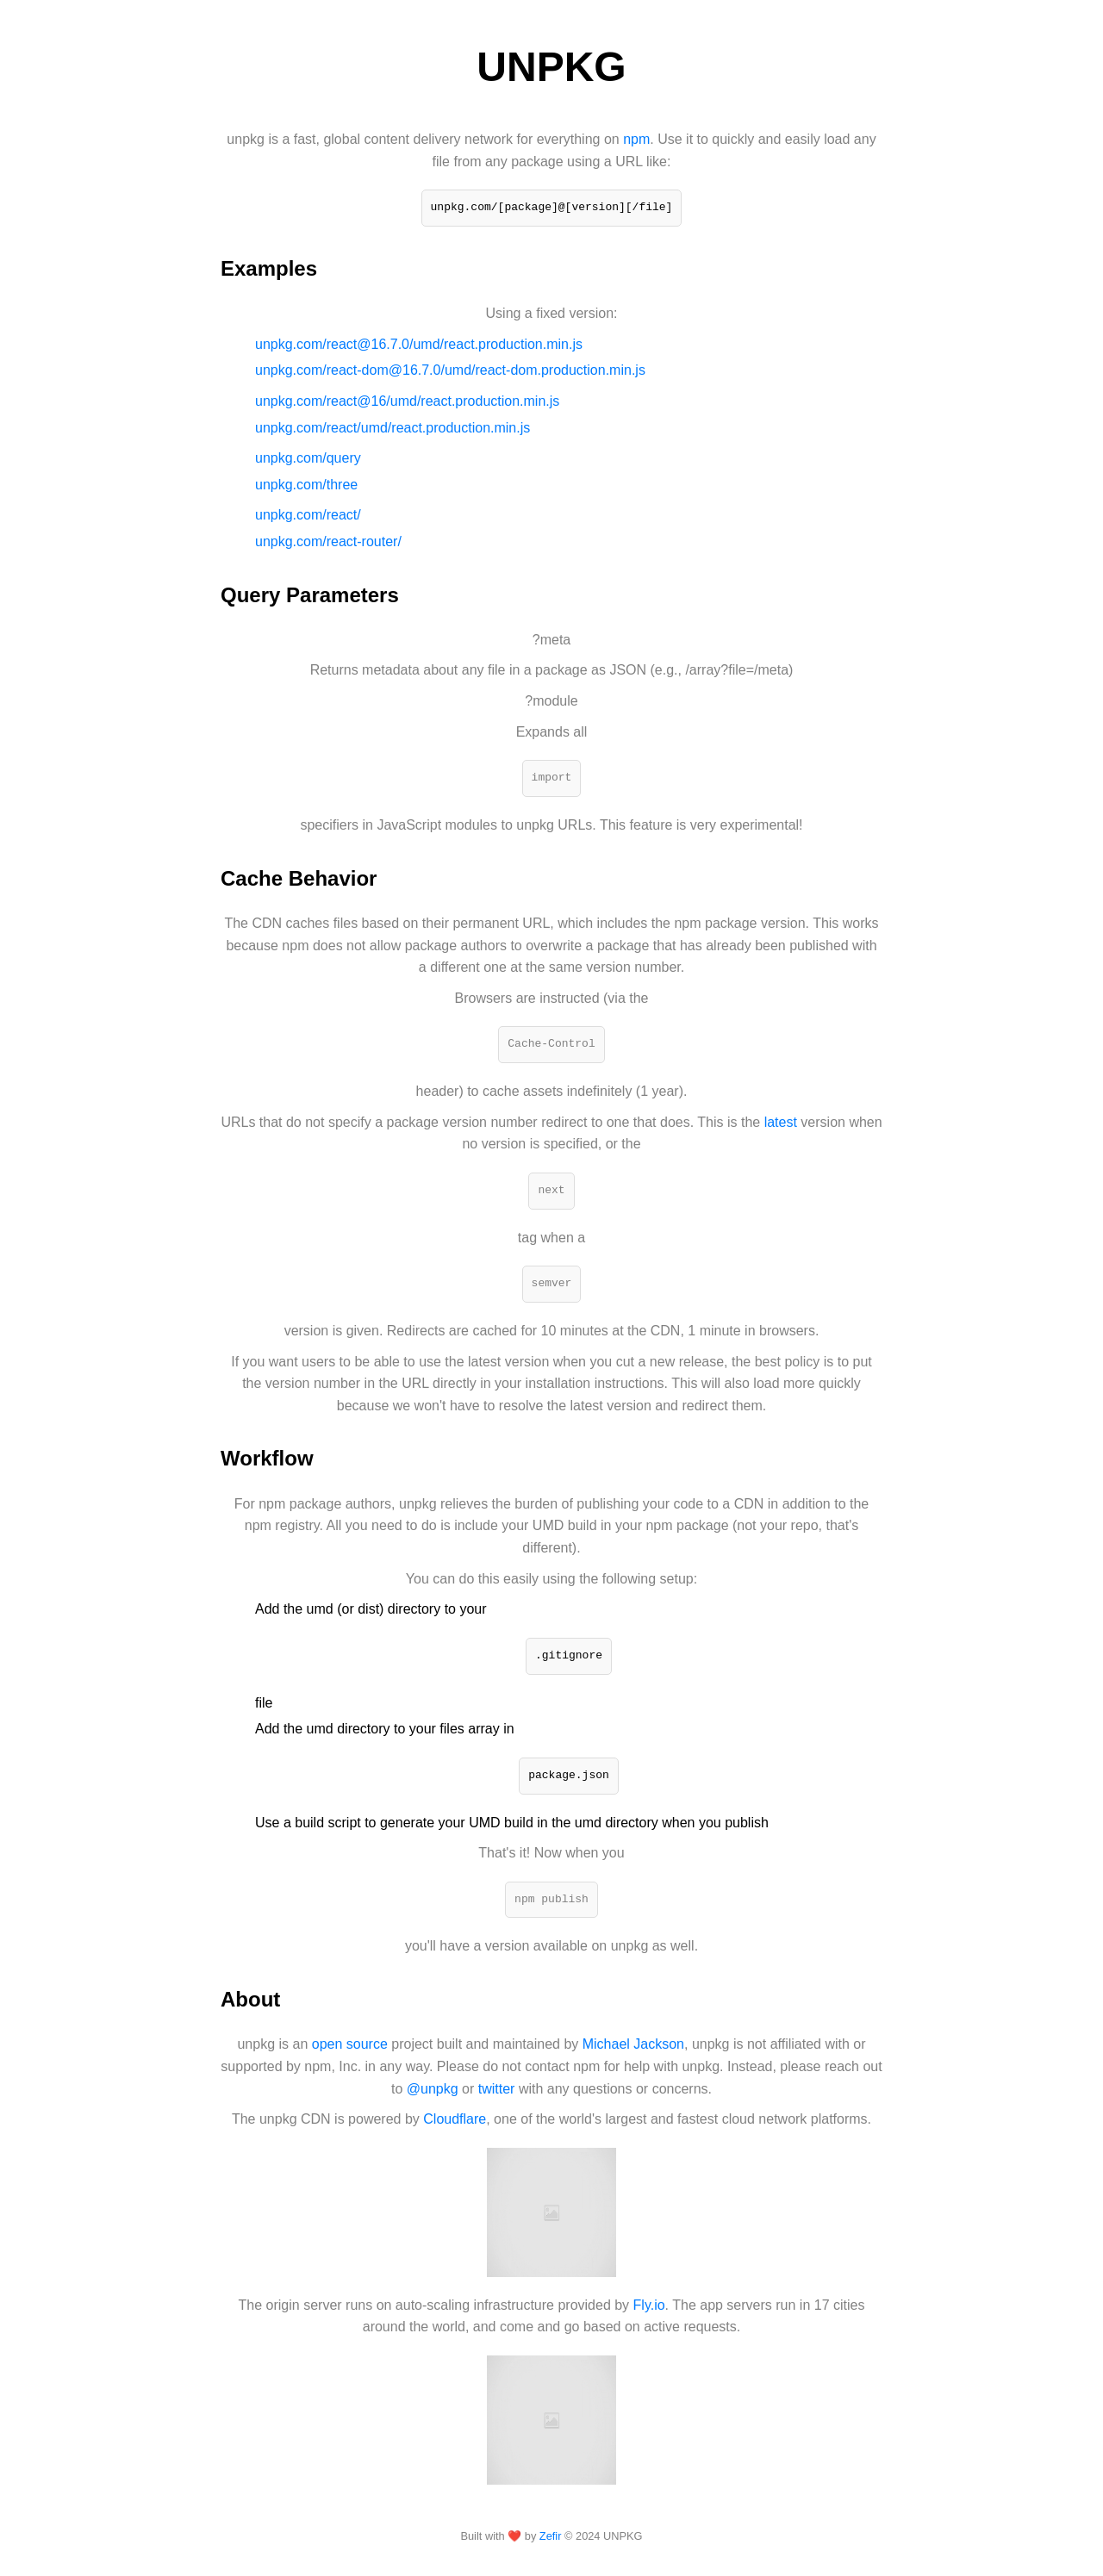 UNPKG
unpkg is a fast, global content delivery network for everything on npm. Use it to quickly and easily load any
file from any package using a URL like:
unpkg.com/[package]@[version][/file]
Examples
Using a fixed version:
unpkg.com/react@16.7.0/umd/react.production.min.js
unpkg.com/react-dom@16.7.0/umd/react-dom.production.min.js
unpkg.com/react@16/umd/react.production.min.js
unpkg.com/react/umd/react.production.min.js
unpkg.com/query
unpkg.com/three
unpkg.com/react/
unpkg.com/react-router/
Query Parameters
?meta
Returns metadata about any file in a package as JSON (e.g., /array?file=/meta)
?module
Expands all
import
specifiers in JavaScript modules to unpkg URLs. This feature is very experimental!
Cache Behavior
The CDN caches files based on their permanent URL, which includes the npm package version. This works
because npm does not allow package authors to overwrite a package that has already been published with
a different one at the same version number.
Browsers are instructed (via the
Cache-Control
header) to cache assets indefinitely (1 year).
URLs that do not specify a package version number redirect to one that does. This is the latest version when
no version is specified, or the
next
tag when a
semver
version is given. Redirects are cached for 10 minutes at the CDN, 1 minute in browsers.
If you want users to be able to use the latest version when you cut a new release, the best policy is to put
the version number in the URL directly in your installation instructions. This will also load more quickly
because we won't have to resolve the latest version and redirect them.
Workflow
For npm package authors, unpkg relieves the burden of publishing your code to a CDN in addition to the
npm registry. All you need to do is include your UMD build in your npm package (not your repo, that's
different).
You can do this easily using the following setup:
Add the umd (or dist) directory to your
.gitignore
file
Add the umd directory to your files array in
package.json
Use a build script to generate your UMD build in the umd directory when you publish
That's it! Now when you
npm publish
you'll have a version available on unpkg as well.
About
unpkg is an open source project built and maintained by Michael Jackson, unpkg is not affiliated with or
supported by npm, Inc. in any way. Please do not contact npm for help with unpkg. Instead, please reach out
to @unpkg or twitter with any questions or concerns.
The unpkg CDN is powered by Cloudflare, one of the world's largest and fastest cloud network platforms.
The origin server runs on auto-scaling infrastructure provided by Fly.io. The app servers run in 17 cities
around the world, and come and go based on active requests.
Built with ❤️ by Zefir © 2024 UNPKG